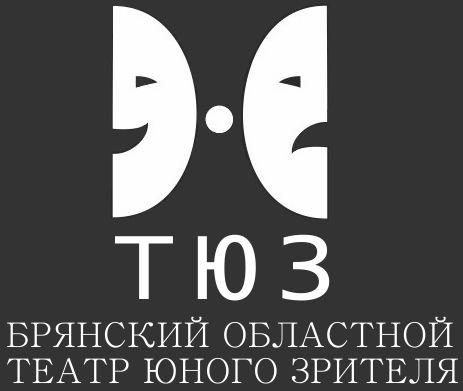 ТЮЗ
БРЯНСКИЙ ОБЛАСТНОЙ
ТЕАТР ЮНОГО ЗРИТЕЛЯ